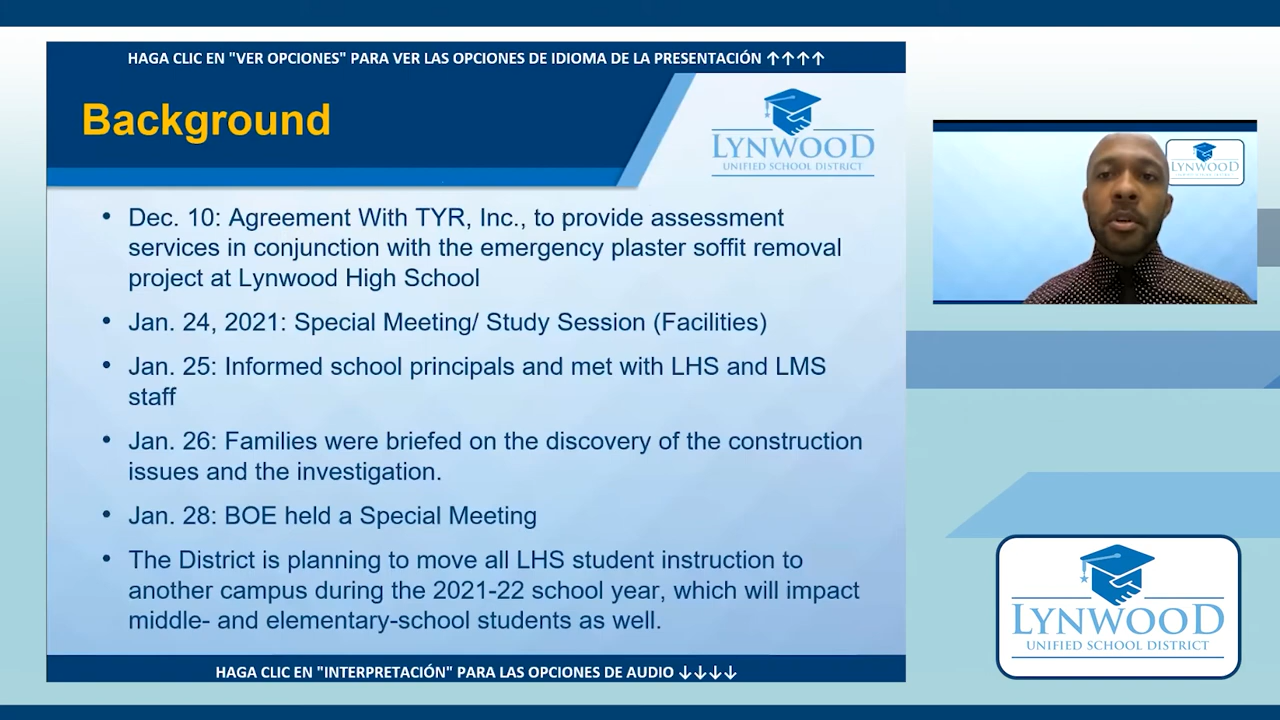 HAGA CLIC EN "VER OPCIONES" PARA VER LAS OPCIONES DE IDIOMA DE LA PRESENTACIÓN ↑↑↑↑
Background
LYNWOOD
UNIFIED SCHOOL DISTRICT
• Dec. 10: Agreement With TYR, Inc., to provide assessment
services in conjunction with the emergency plaster soffit removal
project at Lynwood High School
• Jan. 24, 2021: Special Meeting/ Study Session (Facilities)
• Jan. 25: Informed school principals and met with LHS and LMS
staff
• Jan. 26: Families were briefed on the discovery of the construction
issues and the investigation.
• Jan. 28: BOE held a Special Meeting
• The District is planning to move all LHS student instruction to
another campus during the 2021-22 school year, which will impact
middle- and elementary-school students as well.
HAGA CLIC EN "INTERPRETACIÓN" PARA LAS OPCIONES DE AUDIO ↓↓↓↓
LYNWOOD
LYNWOOD
UNIFIED SCHOOL DISTRICT